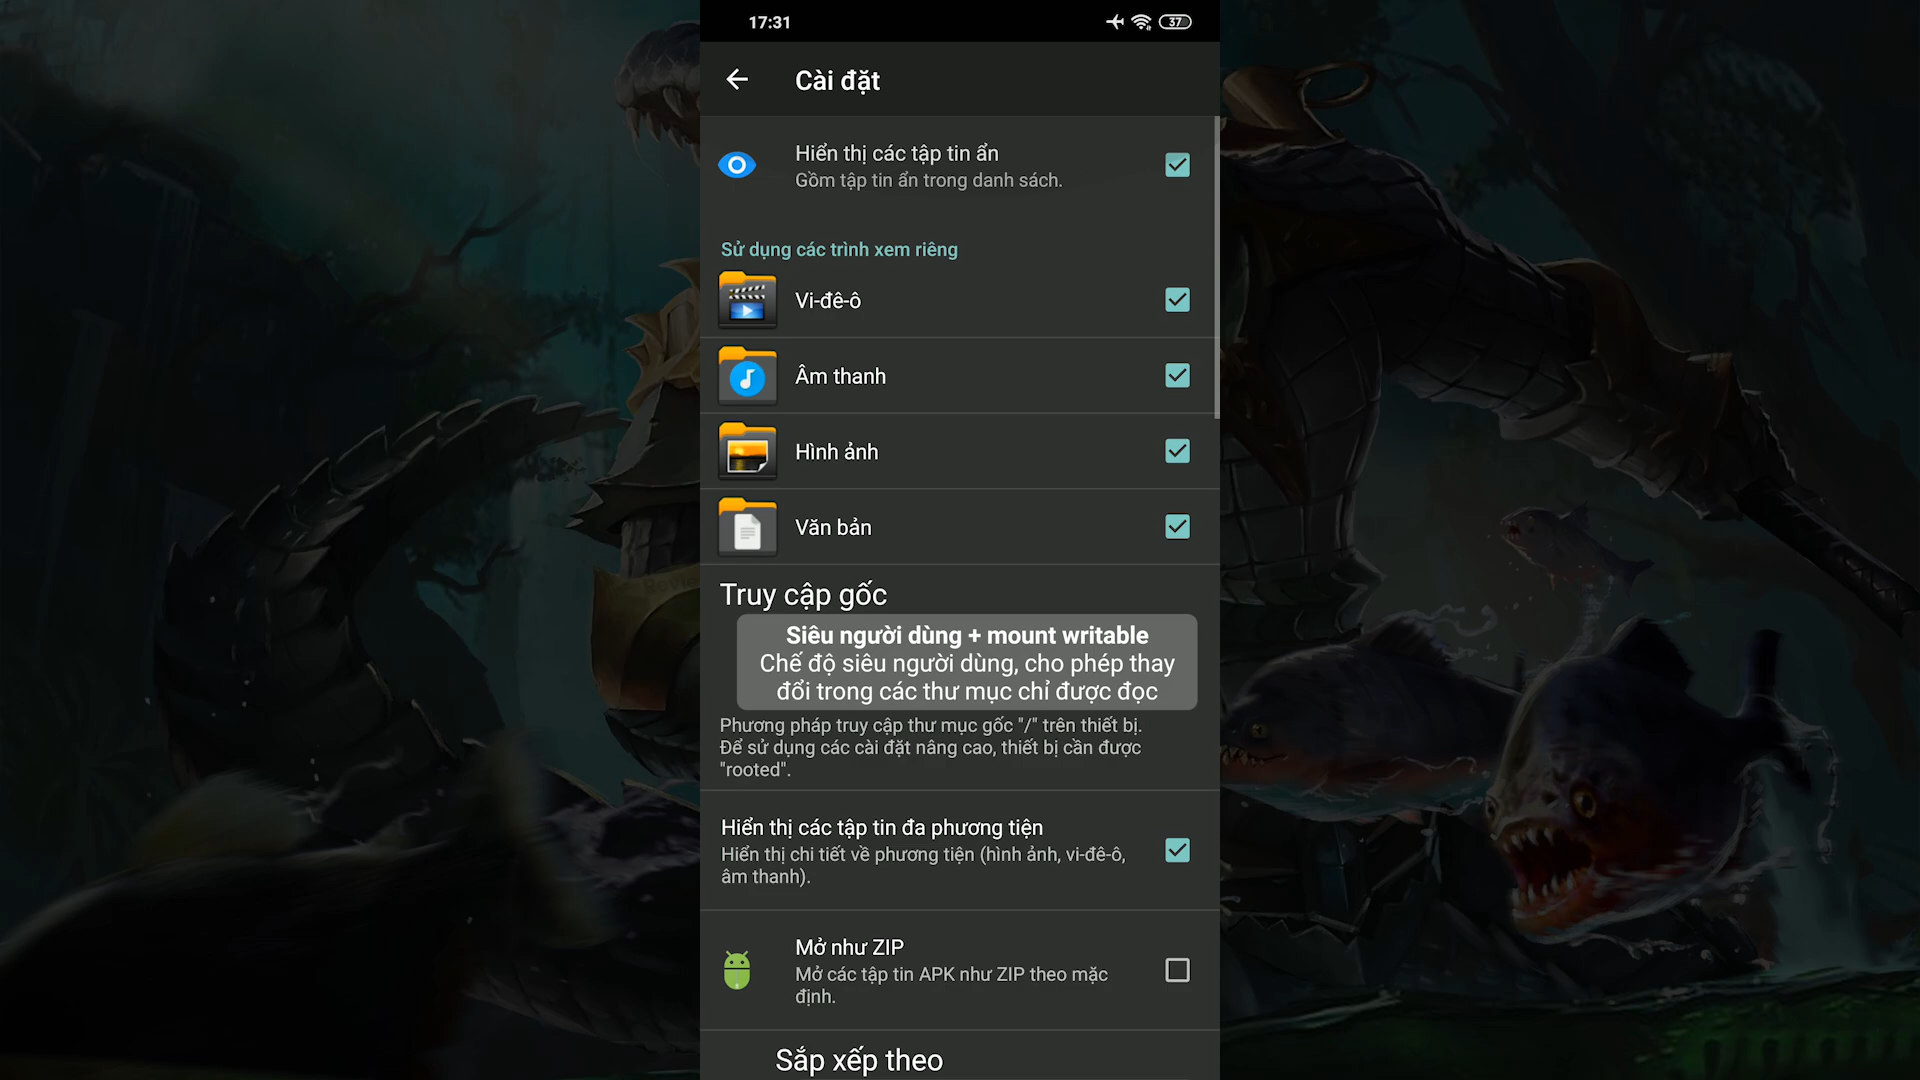 17:31
37
Cài đặt
Hiển thị các tập tin ẩn
Gồm tập tin ẩn trong danh sách.
Sử dụng các trình xem riêng
Vi-đê-ô
Âm thanh
Hình ảnh
Văn bản
Truy cập gốc
Siêu người dùng + mount writable
Chế độ siêu người dùng, cho phép thay
đổi trong các thư mục chỉ được đọc
Phương pháp truy cập thư mục gốc "/" trên thiết bị.
Để sử dụng các cài đặt nâng cao, thiết bị cần được
"rooted".
Hiển thị các tập tin đa phương tiện
Hiển thị chi tiết về phương tiện (hình ảnh, vi-đê-ô,
âm thanh).
Mở như ZIP
Mở các tập tin APK như ZIP theo mặc
định.
Sắp xếp theo